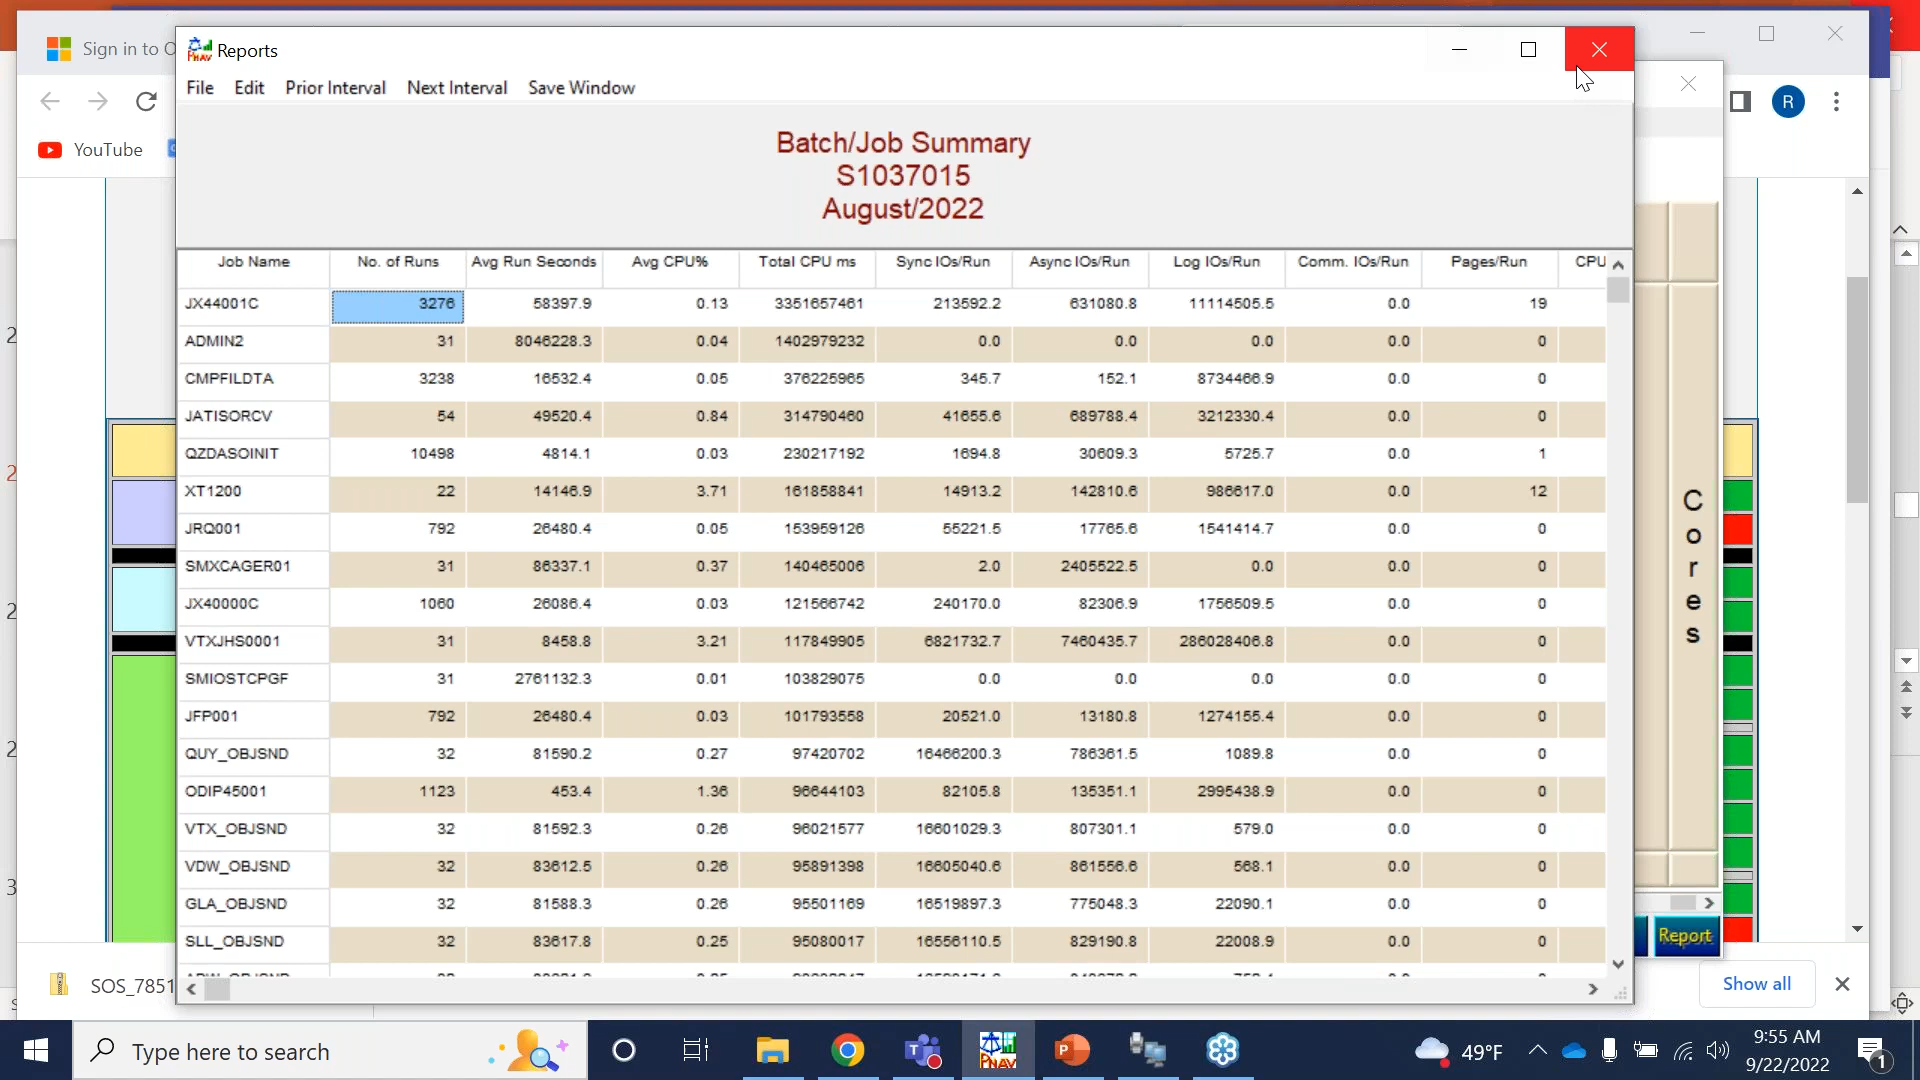 Sign in to O
Reports
File Edit Prior Interval Next Interval Save Window
YouTube
R
Batch/Job Summary
S1037015
August/2022
Job Name No. of Runs Avg Run Seconds Avg CPU% Total CPU ms Sync IOs/Run Async IOs/Run Log IOs/Run Comm. IOs/Run Pages/Run CPU
JX44001C 3276 58397.9 0.13 3351657461 213592.2 631080.8 11114505.5 0.0 19
ADMIN2 31 8046228.3 0.04 1402979232 0.0 0.0 0.0 0.0 0
CMPFILDTA 3238 16532.4 0.05 376225965 345.7 152.1 8734466.9 0.0 0
JATISORCV 54 49520.4 0.84 314790460 41655.6 689788.4 3212330.4 0.0 0
QZDASOINIT 10498 4814.1 0.03 230217192 1694.8 30609.3 5725.7 0.0 1
XT1200 22 14146.9 3.71 161858841 14913.2 142810.6 986617.0 0.0 12
JRQ001 792 26480.4 0.05 153959126 55221.5 17765.6 1541414.7 0.0 0
SMXCAGER01 31 86337.1 0.37 140465006 2.0 2405522.5 0.0 0.0 0
JX40000C 1060 26086.4 0.03 121566742 240170.0 82306.9 1756509.5 0.0 0
VTXJHS0001 31 8458.8 3.21 117849905 6821732.7 7460435.7 286028406.8 0.0 0
SMIOSTCPGF 31 2761132.3 0.01 103829075 0.0 0.0 0.0 0.0 0
JFP001 792 26480.4 0.03 101793558 20521.0 13180.8 1274155.4 0.0 0
QUY_OBJSND 32 81590.2 0.27 97420702 16466200.3 786361.5 1089.8 0.0 0
ODIP45001 1123 453.4 1.36 96644103 82105.8 135351.1 2995438.9 0.0 0
VTX_OBJSND 32 81592.3 0.26 96021577 16601029.3 807301.1 579.0 0.0 0
VDW_OBJSND 32 83612.5 0.26 95891398 16605040.6 861556.6 568.1 0.0 0
GLA_OBJSND 32 81588.3 0.26 95501169 16519897.3 775048.3 22090.1 0.0 0
SLL_OBJSND 32 83617.8 0.25 95080017 16556110.5 829190.8 22008.9 0.0 0
Cores
Report
SOS_7851
Show all
Type here to search
PNAV
49°F
9:55 AM
9/22/2022
1